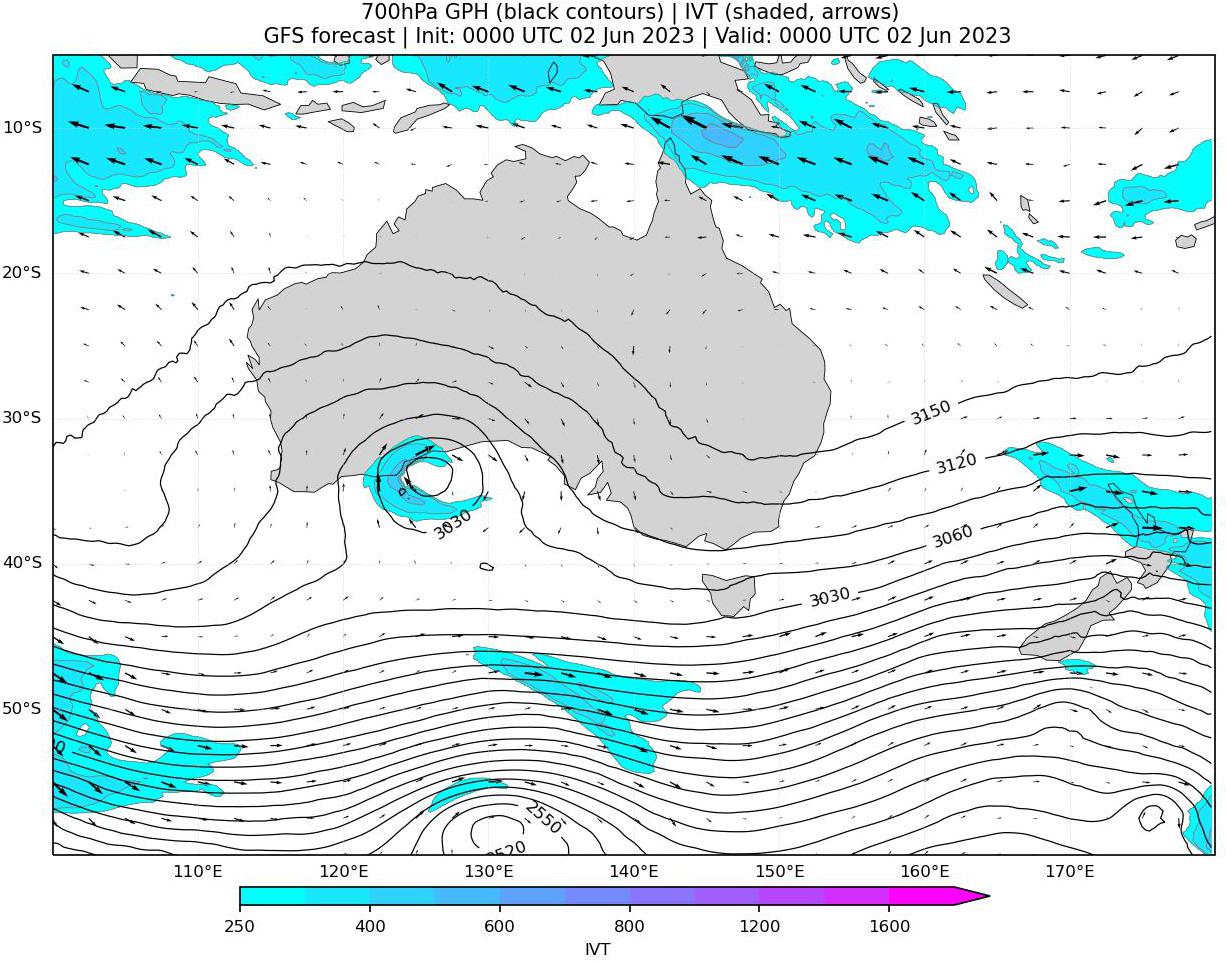 700hPa GPH (black contours) | IVT (shaded, arrows)
GFS forecast | Init: 0000 UTC 02 Jun 2023 | Valid: 0000 UTC 02 Jun 2023
10°S
20°S
3150
30°S
3120
3030
3060
40°S
3030
50°S
2550
110°E 120°E 130°E 140°E 150°E 160°E 170°E
250 400 600 800 1200 1600
IVT